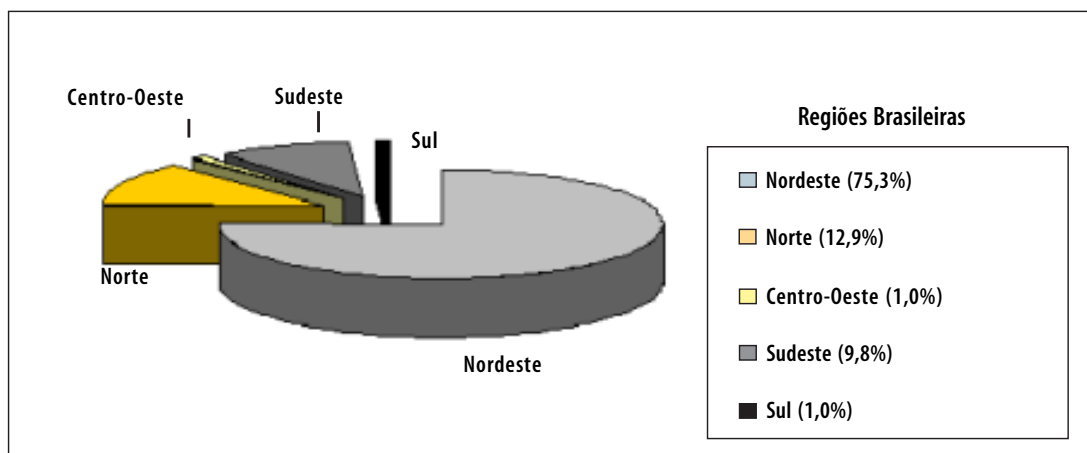 Centro-Oeste
Sudeste
Sul
Norte
Nordeste
Regiões Brasileiras
Nordeste (75,3%)
Norte (12,9%)
Centro-Oeste (1,0%)
Sudeste (9,8%)
Sul (1,0%)